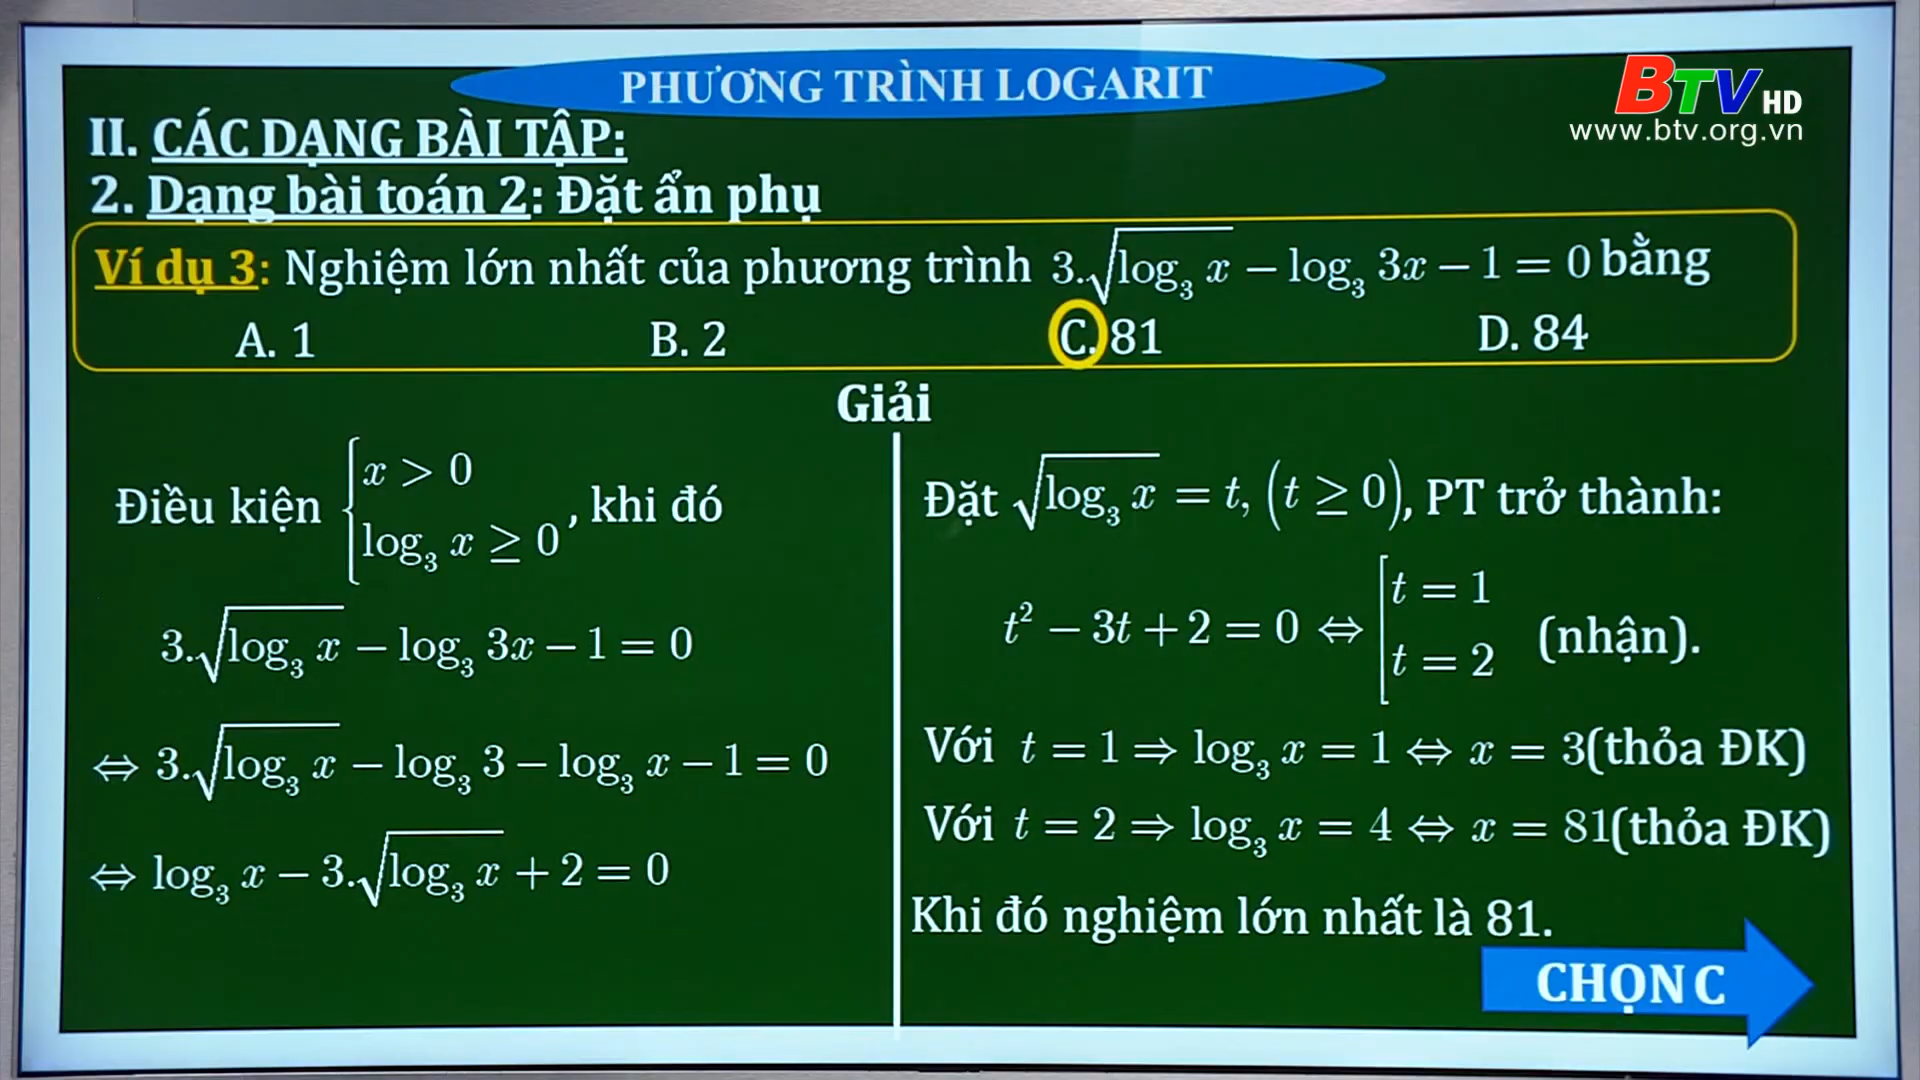 PHƯƠNG TRÌNH LOGARIT
BTV HD
www.btv.org.vn
II. CÁC DẠNG BÀI TẬP:
2. Dạng bài toán 2: Đặt ẩn phụ
Ví dụ 3: Nghiệm lớn nhất của phương trình 3.√log₃ x − log₃ 3x − 1 = 0 bằng
A. 1 B. 2 C. 81 D. 84
Giải
Điều kiện { x > 0
log₃ x ≥ 0 , khi đó
3.√log₃ x − log₃ 3x − 1 = 0
⇔ 3.√log₃ x − log₃ 3 − log₃ x − 1 = 0
⇔ log₃ x − 3.√log₃ x + 2 = 0
Đặt √log₃ x = t, (t ≥ 0), PT trở thành:
t² − 3t + 2 = 0 ⇔ [ t = 1
t = 2 (nhận).
Với t = 1 ⇒ log₃ x = 1 ⇔ x = 3(thỏa ĐK)
Với t = 2 ⇒ log₃ x = 4 ⇔ x = 81(thỏa ĐK)
Khi đó nghiệm lớn nhất là 81.
CHỌN C